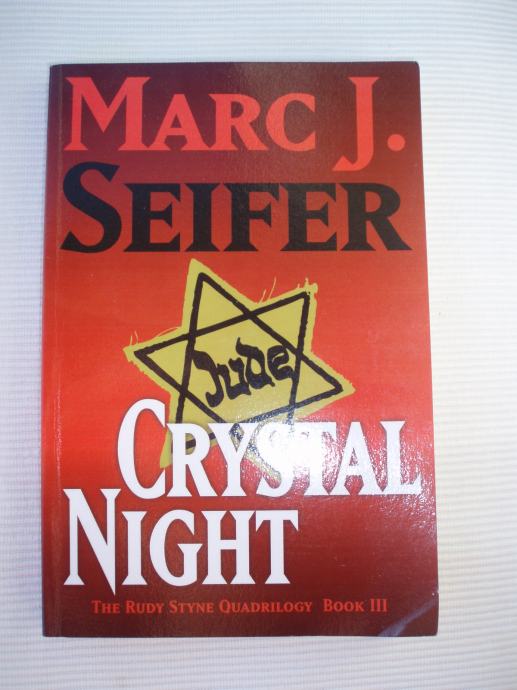 MARC J.
SEIFER
Jude
CRYSTAL
NIGHT
THE RUDY STYNE QUADRILOGY BOOK III